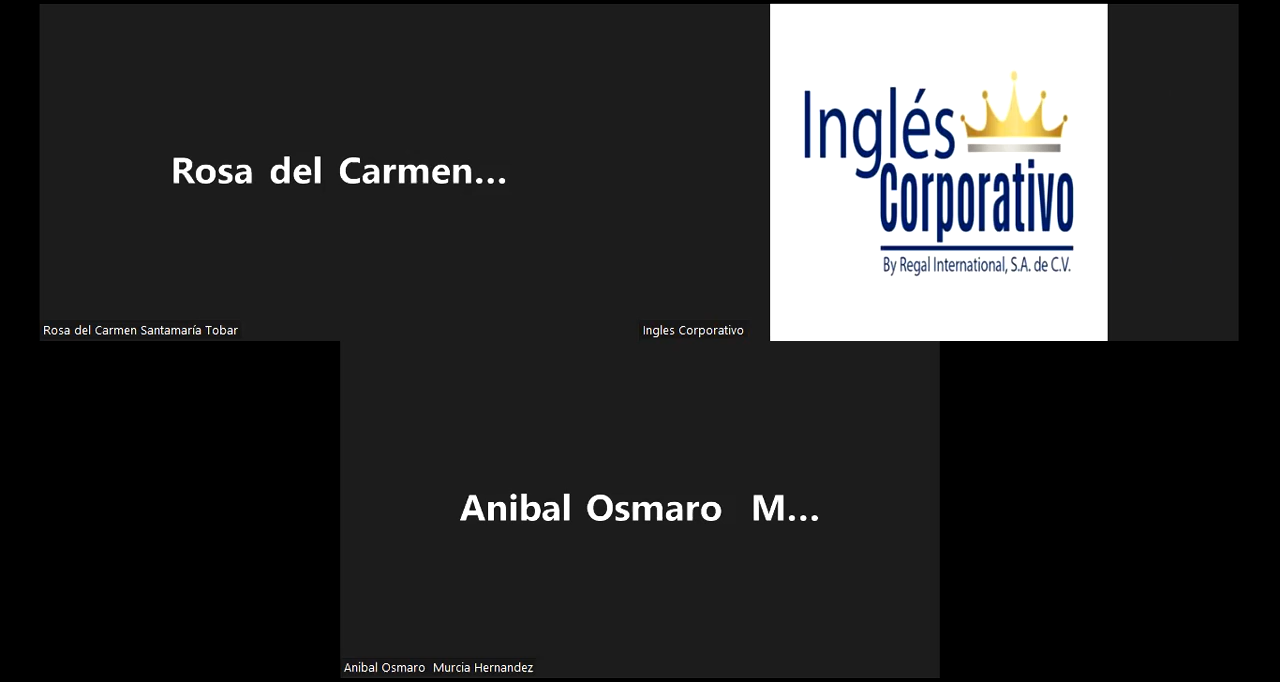 Rosa del Carmen...
Rosa del Carmen Santamaría Tobar
Inglés
Corporativo
By Regal International, S.A. de C.V.
Ingles Corporativo
Anibal Osmaro  M...
Anibal Osmaro  Murcia Hernandez